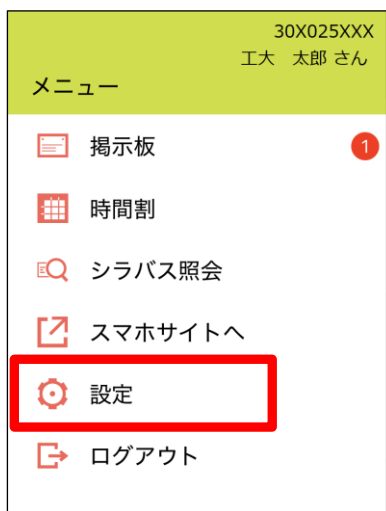 30X025XXX
工大　太郎 さん
メニュー
掲示板
1
時間割
シラバス照会
スマホサイトへ
設定
ログアウト